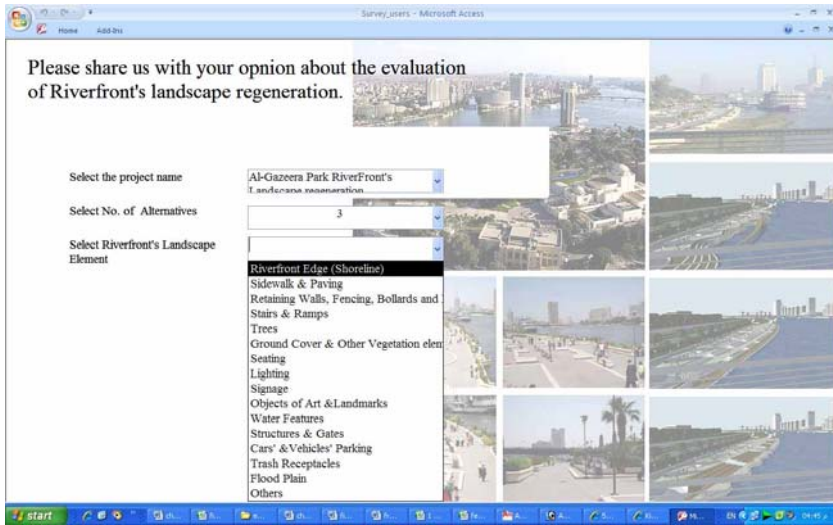 Survey_users - Microsoft Access
Home Add-Ins
Please share us with your opnion about the evaluation
of Riverfront's landscape regeneration.
Select the project name
Al-Gazeera Park RiverFront's
Landscape regeneration
Select No. of Alternatives
3
Select Riverfront's Landscape
Element
Riverfront Edge (Shoreline)
Sidewalk & Paving
Retaining Walls, Fencing, Bollards and
Stairs & Ramps
Trees
Ground Cover & Other Vegetation elem
Seating
Lighting
Signage
Objects of Art &Landmarks
Water Features
Structures & Gates
Cars' &Vehicles' Parking
Trash Receptacles
Flood Plain
Others
start
EN 04:45